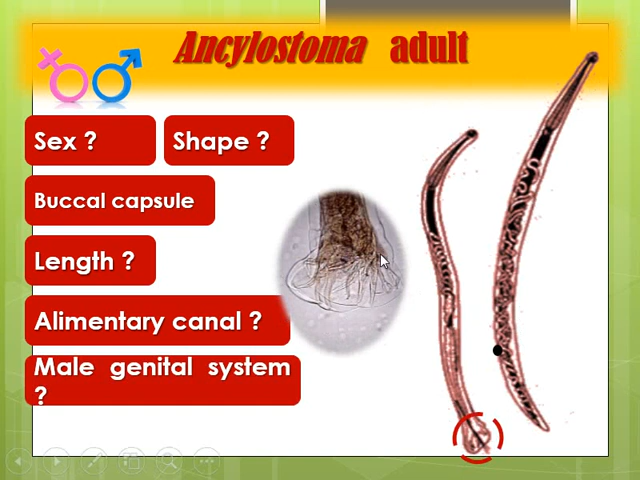 Ancylostoma adult
Sex ?
Shape ?
Buccal capsule
Length ?
Alimentary canal ?
Male genital system
?